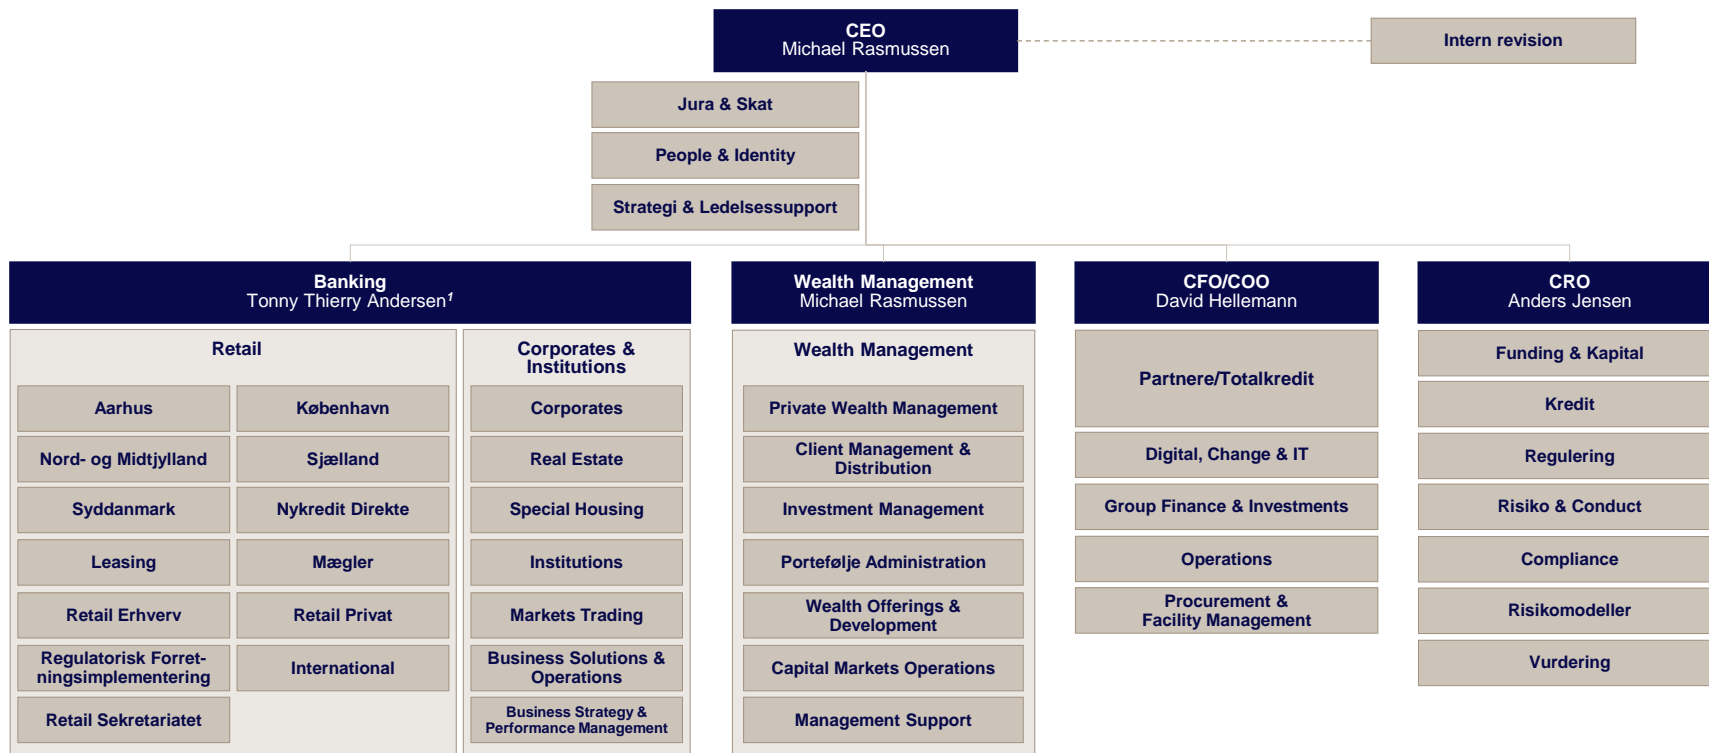 CEO
Michael Rasmussen
Intern revision
Jura & Skat
People & Identity
Strategi & Ledelsessupport
Banking
Tonny Thierry Andersen¹
Retail
Aarhus
København
Nord- og Midtjylland
Sjælland
Syddanmark
Nykredit Direkte
Leasing
Mægler
Retail Erhverv
Retail Privat
Regulatorisk Forret-
ningsimplementering
International
Retail Sekretariatet
Corporates &
Institutions
Corporates
Real Estate
Special Housing
Institutions
Markets Trading
Business Solutions &
Operations
Business Strategy &
Performance Management
Wealth Management
Michael Rasmussen
Wealth Management
Private Wealth Management
Client Management &
Distribution
Investment Management
Portefølje Administration
Wealth Offerings &
Development
Capital Markets Operations
Management Support
CFO/COO
David Hellemann
Partnere/Totalkredit
Digital, Change & IT
Group Finance & Investments
Operations
Procurement &
Facility Management
CRO
Anders Jensen
Funding & Kapital
Kredit
Regulering
Risiko & Conduct
Compliance
Risikomodeller
Vurdering